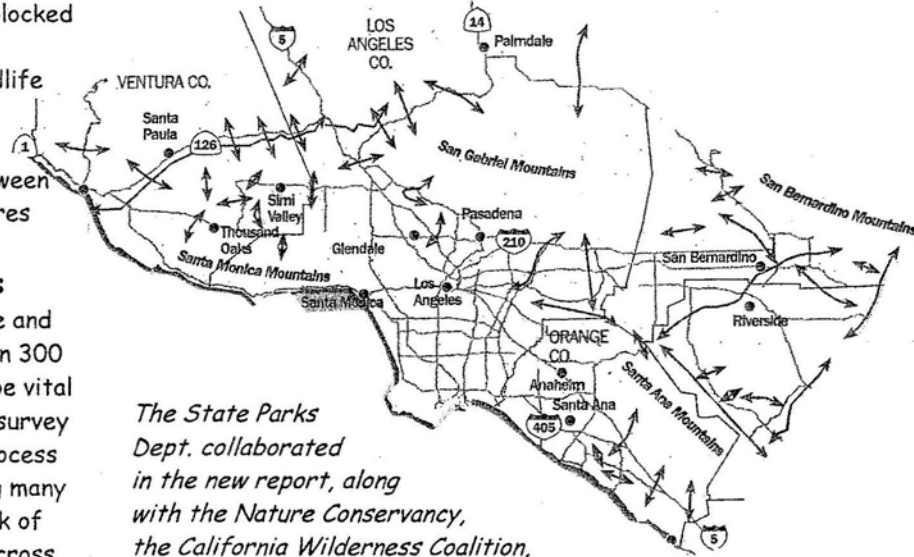 locked
life
ween
res
s
e and
n 300
be vital
survey
ocess
g many
k of
cross
5
LOS
ANGELES
CO.
14
Palmdale
VENTURA CO.
Santa
Paula
1
126
San Gabriel Mountains
San Bernardino Mountains
Simi
Valley
Thousand
Oaks
Glendale
Pasadena
210
Santa Monica Mountains
Santa Monica
Los
Angeles
San Bernardino
Riverside
ORANGE
CO.
Anaheim
Santa Ana
Santa Ana Mountains
405
5
The State Parks
Dept. collaborated
in the new report, along
with the Nature Conservancy,
the California Wilderness Coalition,